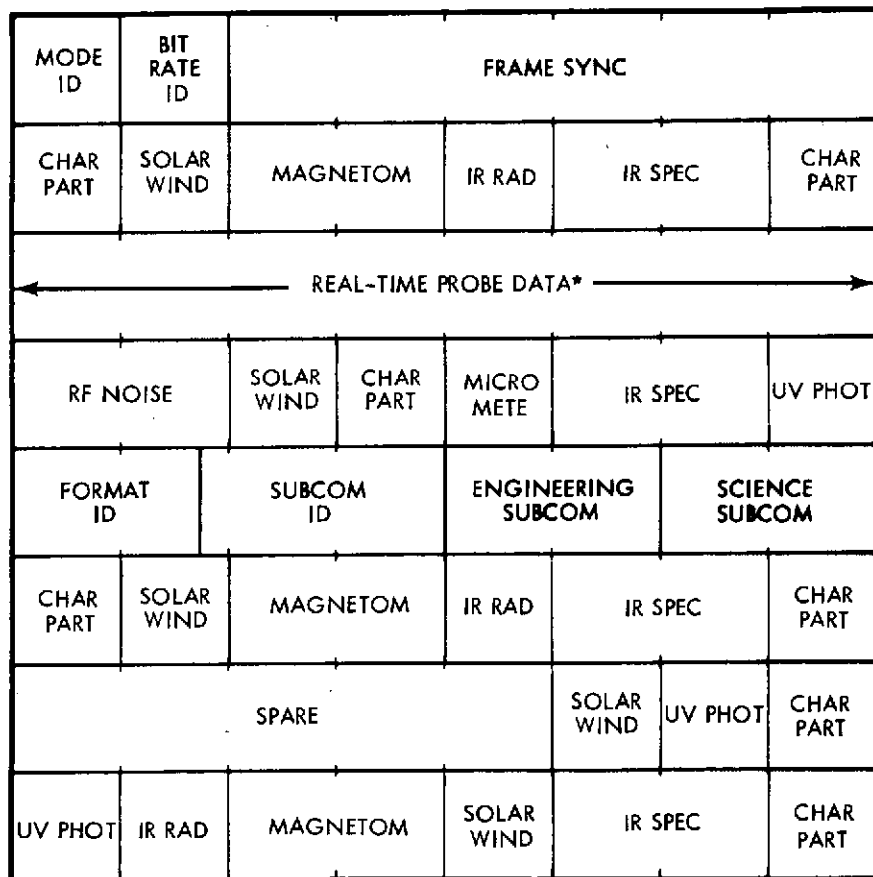 MODE
ID
BIT
RATE
ID
FRAME SYNC
CHAR
PART
SOLAR
WIND
MAGNETOM
IR RAD
IR SPEC
CHAR
PART
REAL-TIME PROBE DATA*
RF NOISE
SOLAR
WIND
CHAR
PART
MICRO
METE
IR SPEC
UV PHOT
FORMAT
ID
SUBCOM
ID
ENGINEERING
SUBCOM
SCIENCE
SUBCOM
CHAR
PART
SOLAR
WIND
MAGNETOM
IR RAD
IR SPEC
CHAR
PART
SPARE
SOLAR
WIND
UV PHOT
CHAR
PART
UV PHOT
IR RAD
MAGNETOM
SOLAR
WIND
IR SPEC
CHAR
PART